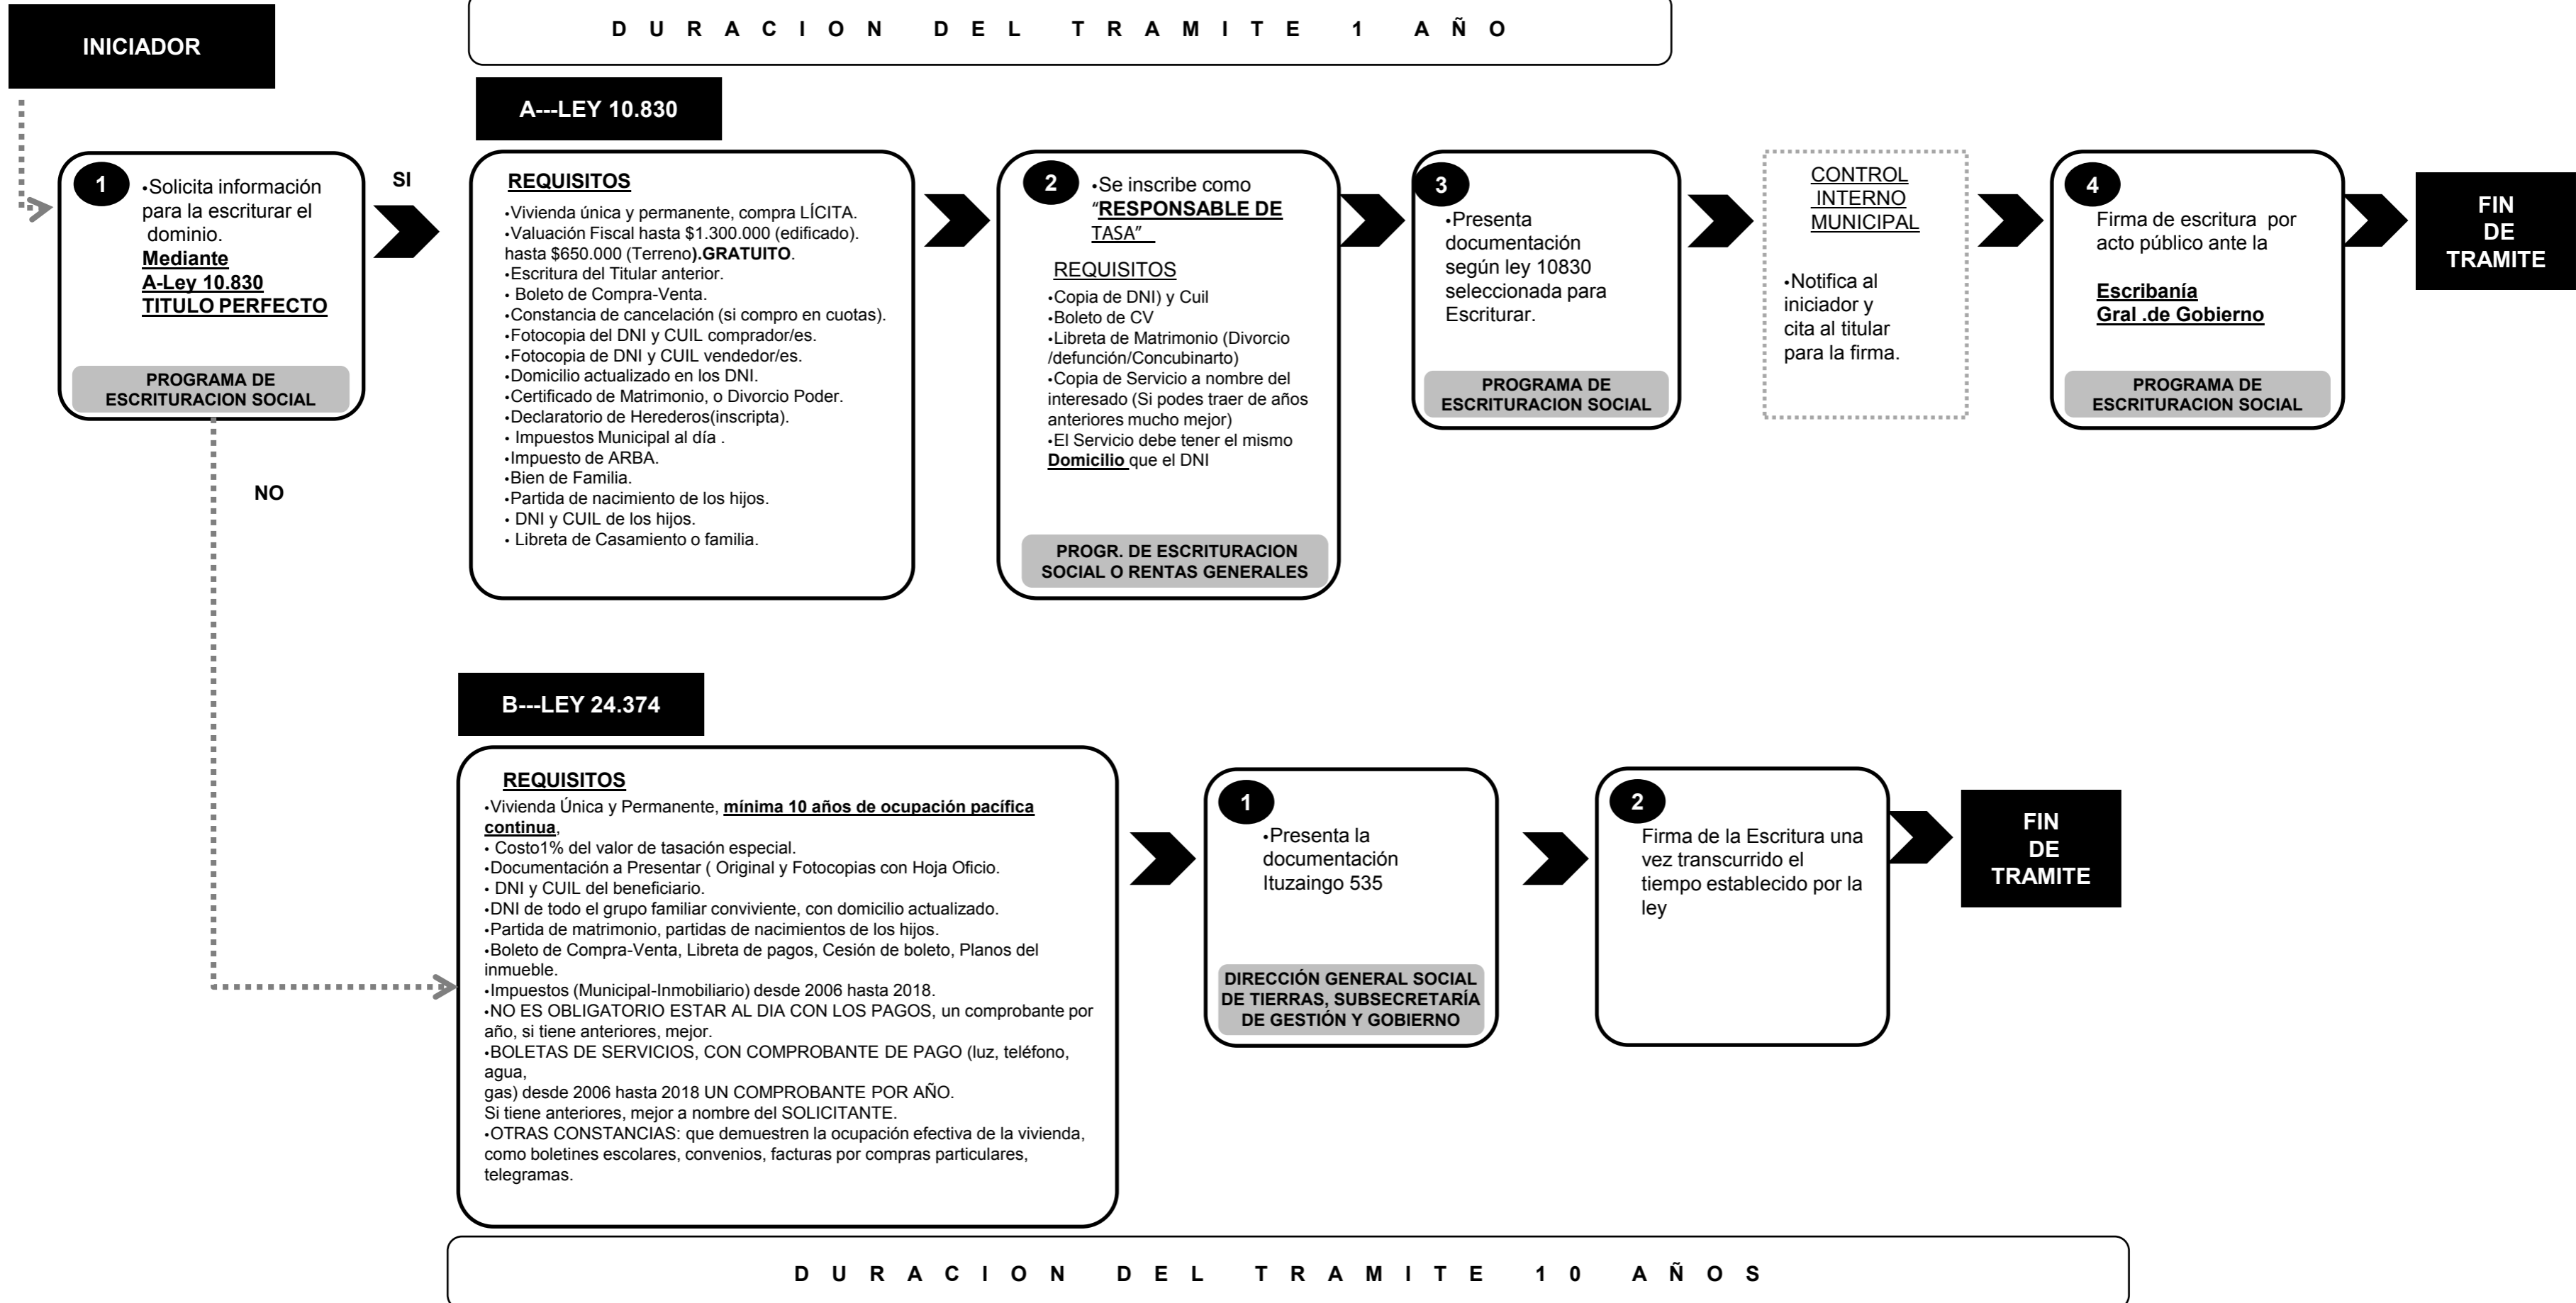 INICIADOR
D U R A C I O N   D E L   T R A M I T E   1   A Ñ O
A---LEY 10.830
1
•Solicita información
para la escriturar el
dominio.
Mediante
A-Ley 10.830
TITULO PERFECTO
PROGRAMA DE
ESCRITURACION SOCIAL
SI
NO
REQUISITOS
•Vivienda única y permanente, compra LÍCITA.
•Valuación Fiscal hasta $1.300.000 (edificado).
hasta $650.000 (Terreno).GRATUITO.
•Escritura del Titular anterior.
• Boleto de Compra-Venta.
•Constancia de cancelación (si compro en cuotas).
•Fotocopia del DNI y CUIL comprador/es.
•Fotocopia de DNI y CUIL vendedor/es.
•Domicilio actualizado en los DNI.
•Certificado de Matrimonio, o Divorcio Poder.
•Declaratorio de Herederos(inscripta).
• Impuestos Municipal al día .
•Impuesto de ARBA.
•Bien de Familia.
•Partida de nacimiento de los hijos.
• DNI y CUIL de los hijos.
• Libreta de Casamiento o familia.
2
•Se inscribe como
“RESPONSABLE DE
TASA”
REQUISITOS
•Copia de DNI) y Cuil
•Boleto de CV
•Libreta de Matrimonio (Divorcio
/defunción/Concubinarto)
•Copia de Servicio a nombre del
interesado (Si podes traer de años
anteriores mucho mejor)
•El Servicio debe tener el mismo
Domicilio que el DNI
PROGR. DE ESCRITURACION
SOCIAL O RENTAS GENERALES
3
•Presenta
documentación
según ley 10830
seleccionada para
Escriturar.
PROGRAMA DE
ESCRITURACION SOCIAL
CONTROL
INTERNO
MUNICIPAL
•Notifica al
iniciador y
cita al titular
para la firma.
4
Firma de escritura por
acto público ante la
Escribanía
Gral .de Gobierno
PROGRAMA DE
ESCRITURACION SOCIAL
FIN
DE
TRAMITE
B---LEY 24.374
REQUISITOS
•Vivienda Única y Permanente, mínima 10 años de ocupación pacífica
continua,
• Costo1% del valor de tasación especial.
•Documentación a Presentar ( Original y Fotocopias con Hoja Oficio.
• DNI y CUIL del beneficiario.
•DNI de todo el grupo familiar conviviente, con domicilio actualizado.
•Partida de matrimonio, partidas de nacimientos de los hijos.
•Boleto de Compra-Venta, Libreta de pagos, Cesión de boleto, Planos del
inmueble.
•Impuestos (Municipal-Inmobiliario) desde 2006 hasta 2018.
•NO ES OBLIGATORIO ESTAR AL DIA CON LOS PAGOS, un comprobante por
año, si tiene anteriores, mejor.
•BOLETAS DE SERVICIOS, CON COMPROBANTE DE PAGO (luz, teléfono,
agua,
gas) desde 2006 hasta 2018 UN COMPROBANTE POR AÑO.
Si tiene anteriores, mejor a nombre del SOLICITANTE.
•OTRAS CONSTANCIAS: que demuestren la ocupación efectiva de la vivienda,
como boletines escolares, convenios, facturas por compras particulares,
telegramas.
1
•Presenta la
documentación
Ituzaingo 535
DIRECCIÓN GENERAL SOCIAL
DE TIERRAS, SUBSECRETARÍA
DE GESTIÓN Y GOBIERNO
2
Firma de la Escritura una
vez transcurrido el
tiempo establecido por la
ley
FIN
DE
TRAMITE
D U R A C I O N   D E L   T R A M I T E   1 0   A Ñ O S